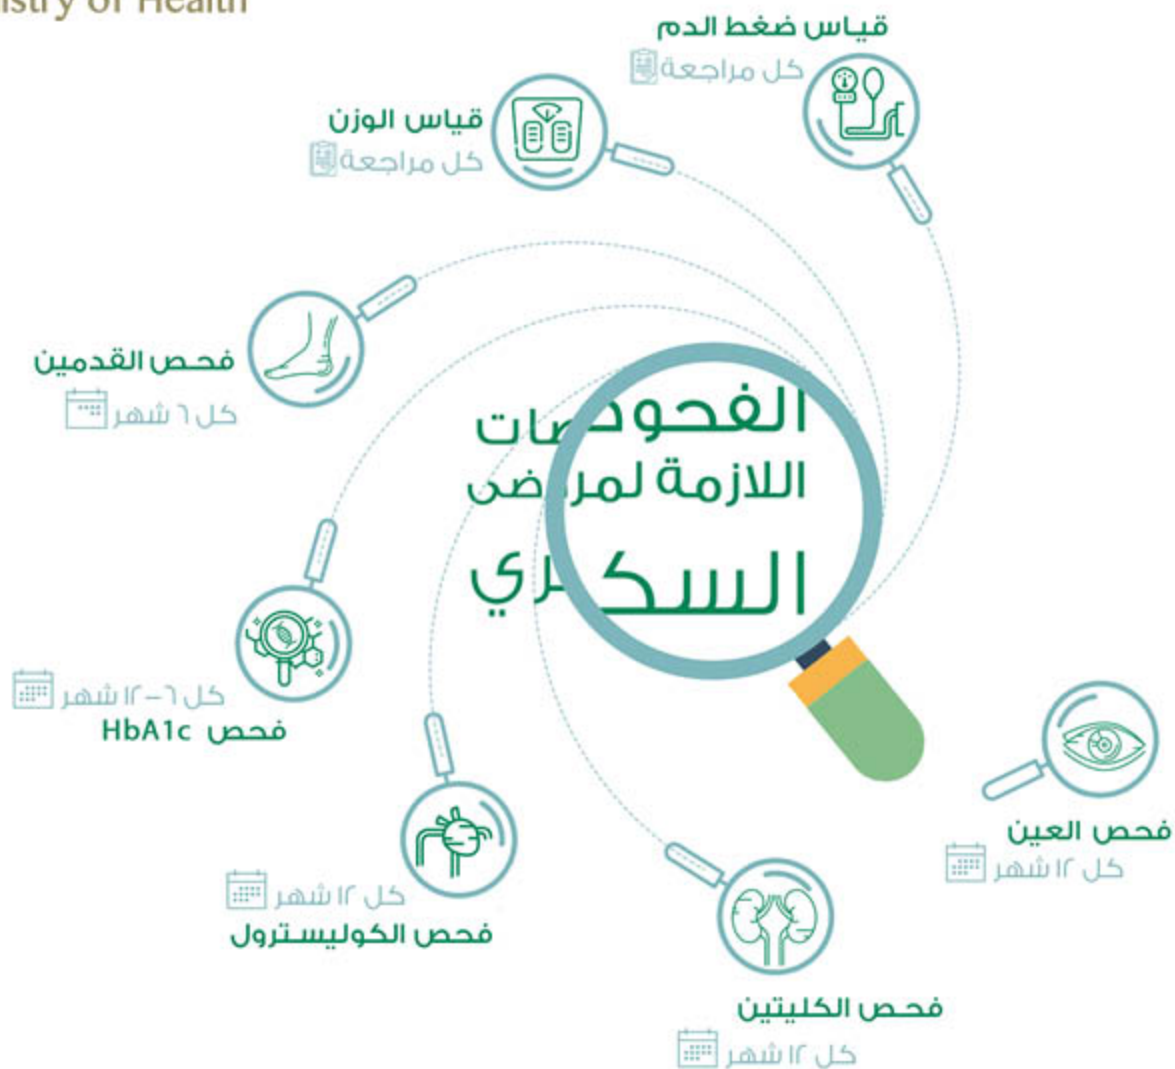 Ministry of Health
قياس ضغط الدم
كل مراجعة
قياس الوزن
كل مراجعة
فحص القدمين
كل ٦ شهر
الفحوصات
اللازمة لمرضى
السكري
كل ٦-١٢ شهر
فحص HbA1c
كل ١٢ شهر
فحص الكوليسترول
فحص الكليتين
كل ١٢ شهر
فحص العين
كل ١٢ شهر